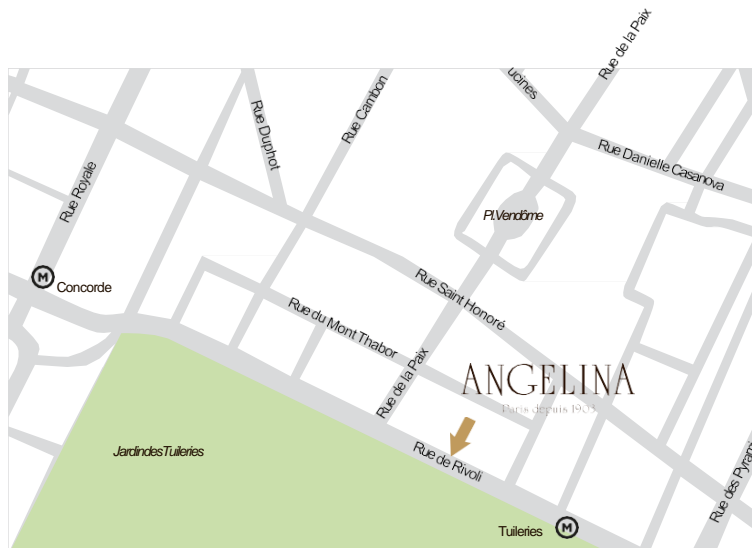 Rue de la Paix
ucines
Rue Duphot
Rue Cambon
Rue Danielle Casanova
Rue Royale
Pl.Vendôme
M
Concorde
Rue Saint Honoré
Rue du Mont Thabor
Rue de la Paix
ANGELINA
Paris depuis 1903
JardindesTuileries
Rue de Rivoli
Rue des Pyrami
Tuileries
M